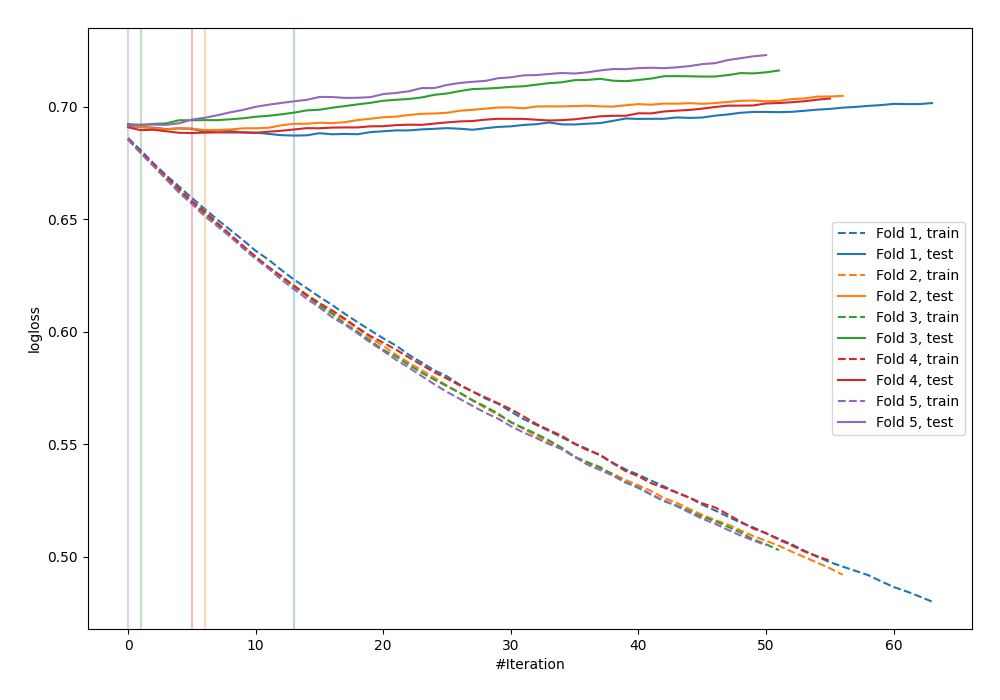 0.70
0.65
0.60
0.55
0.50
logloss
0
10
20
30
40
50
60
#Iteration
Fold 1, train
Fold 1, test
Fold 2, train
Fold 2, test
Fold 3, train
Fold 3, test
Fold 4, train
Fold 4, test
Fold 5, train
Fold 5, test